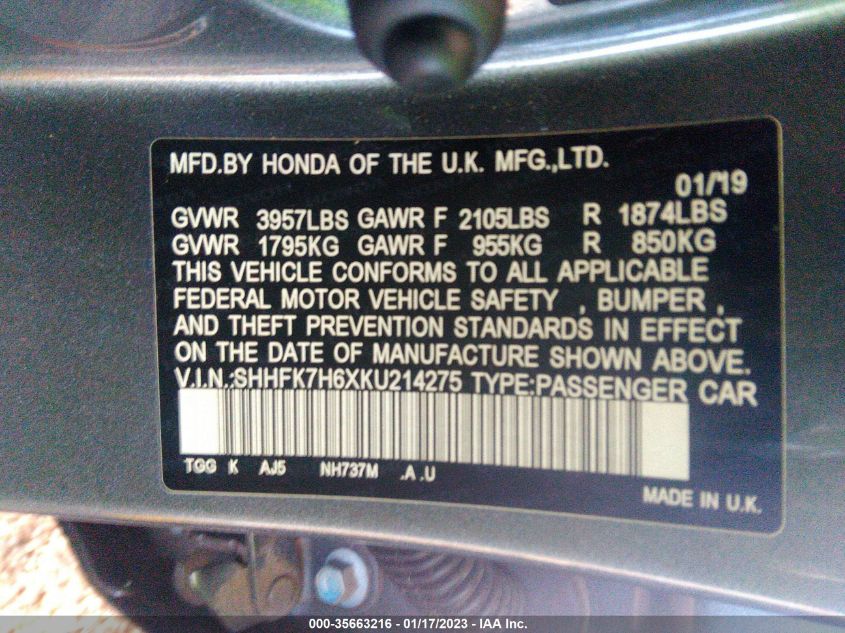 MFD.BY HONDA OF THE U.K. MFG.,LTD.
01/19
GVWR 3957LBS GAWR F 2105LBS R 1874LBS
GVWR 1795KG GAWR F 955KG R 850KG
THIS VEHICLE CONFORMS TO ALL APPLICABLE
FEDERAL MOTOR VEHICLE SAFETY , BUMPER ,
AND THEFT PREVENTION STANDARDS IN EFFECT
ON THE DATE OF MANUFACTURE SHOWN ABOVE.
V.I.N.:SHHFK7H6XKU214275 TYPE:PASSENGER CAR
TGG K AJ5 NH737M .A .U
MADE IN U.K.
000-35663216 - 01/17/2023 - IAA Inc.